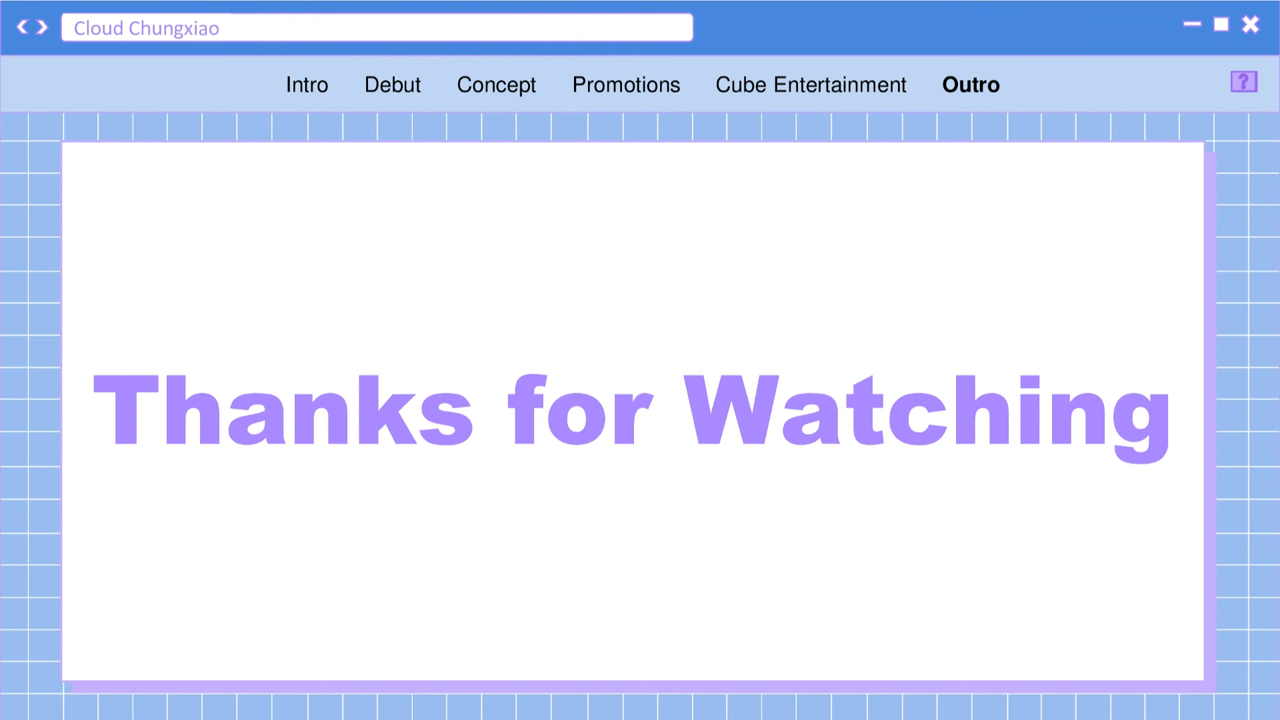 Cloud Chungxiao
Intro Debut Concept Promotions Cube Entertainment Outro
?
Thanks for Watching